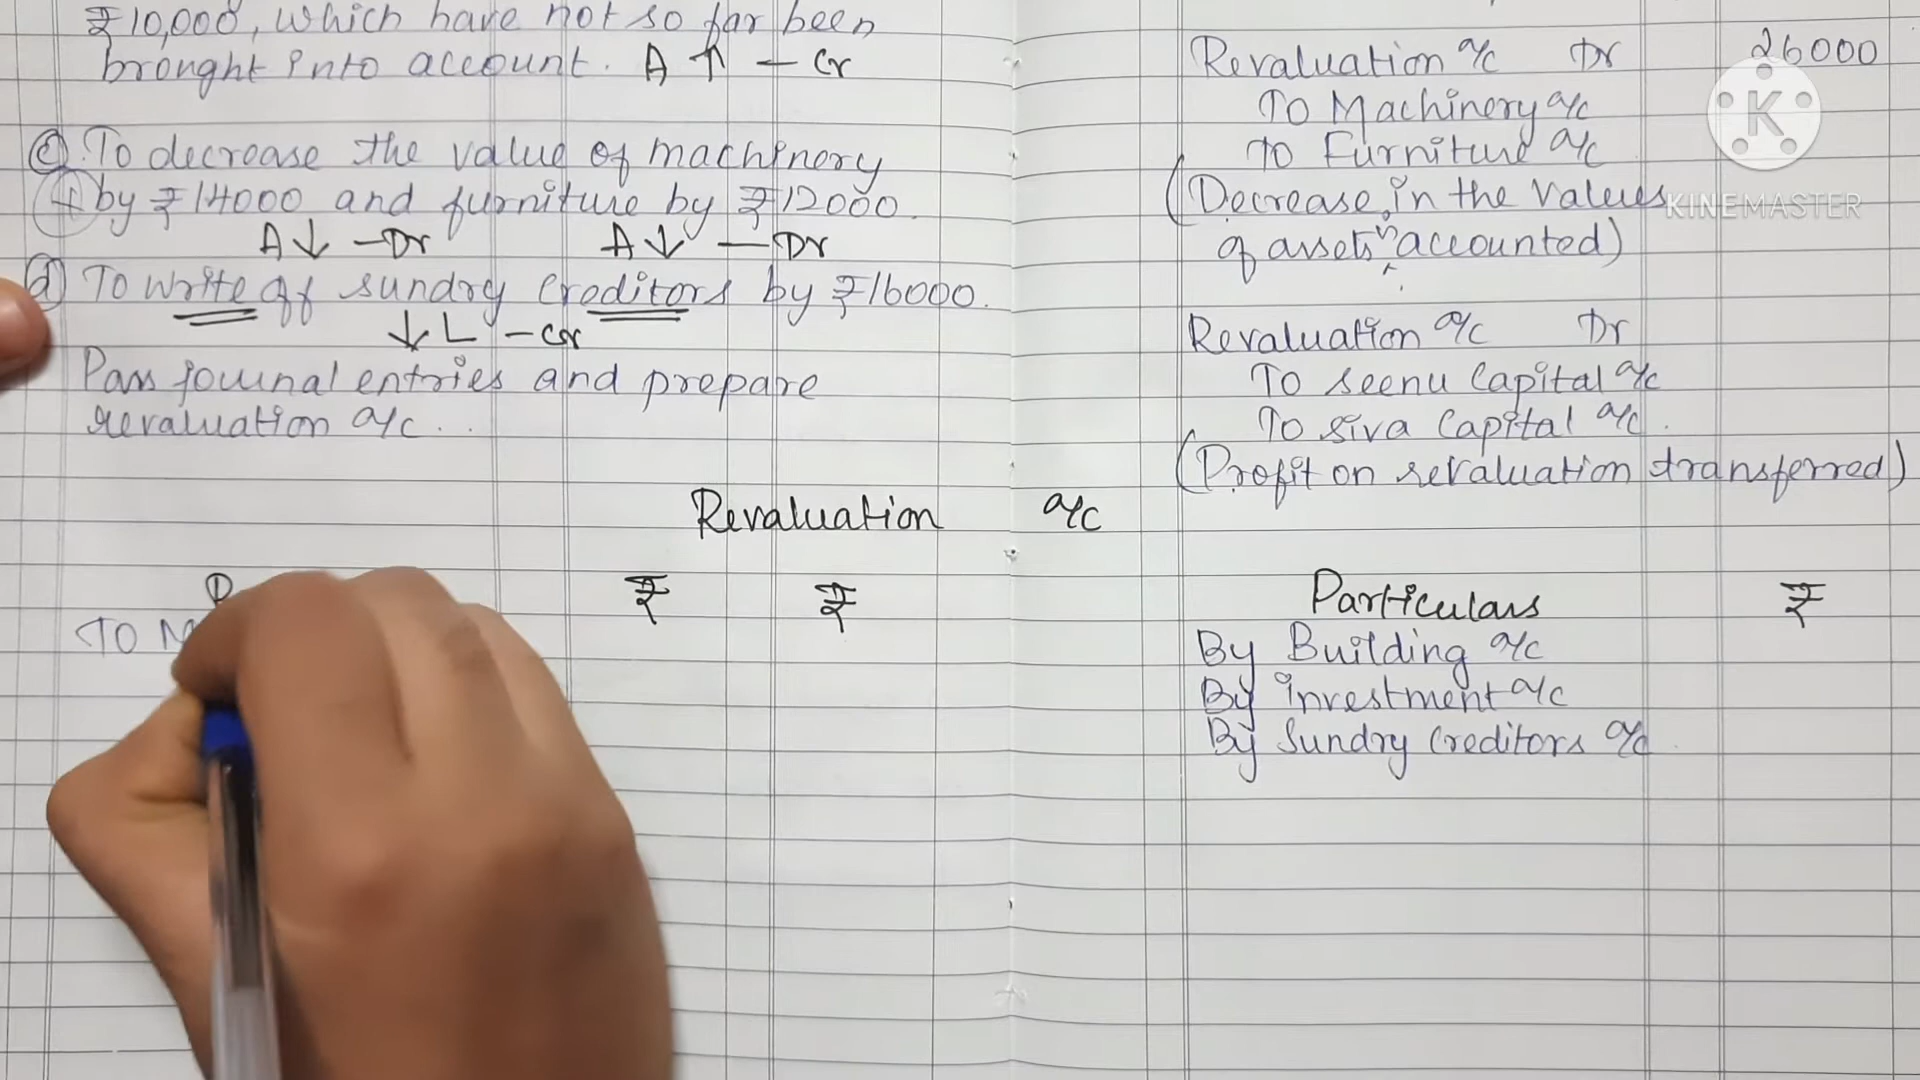 ₹10,000, which have not so far been
brought into account. A ↑ – Cr
(c) To decrease the value of machinery
by ₹14000 and furniture by ₹12000.
A ↓ – Dr A ↓ – Dr
(d) To write off sundry creditors by ₹16000.
↓ L – Cr
Pass journal entries and prepare
revaluation a/c.
Revaluation a/c Dr 26000
To Machinery a/c
To Furniture a/c
(Decrease in the values
of assets accounted)
Revaluation a/c Dr
To Seenu Capital a/c
To Siva Capital a/c
(Profit on revaluation transferred)
Revaluation a/c
₹ ₹ Particulars ₹
To
By Building a/c
By investment a/c
By Sundry Creditors a/c
K
KINEMASTER